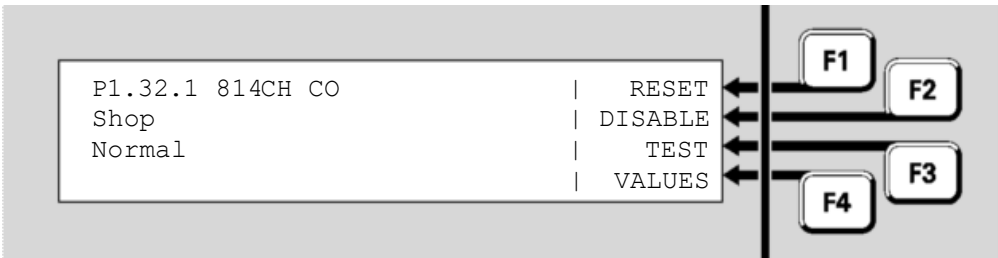 P1.32.1 814CH CO | RESET
Shop | DISABLE
Normal | TEST
| VALUES
F1
F2
F3
F4